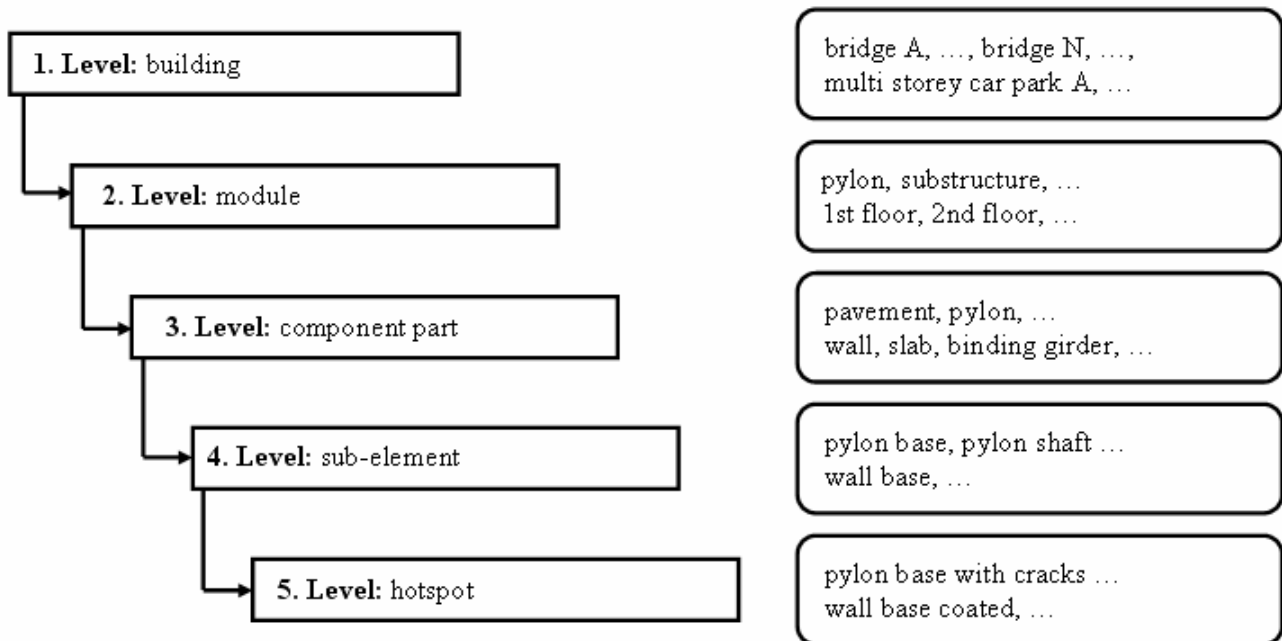 1. Level: building
bridge A, …, bridge N, …,
multi storey car park A, …
2. Level: module
pylon, substructure, …
1st floor, 2nd floor, …
3. Level: component part
pavement, pylon, …
wall, slab, binding girder, …
4. Level: sub-element
pylon base, pylon shaft …
wall base, …
5. Level: hotspot
pylon base with cracks …
wall base coated, …